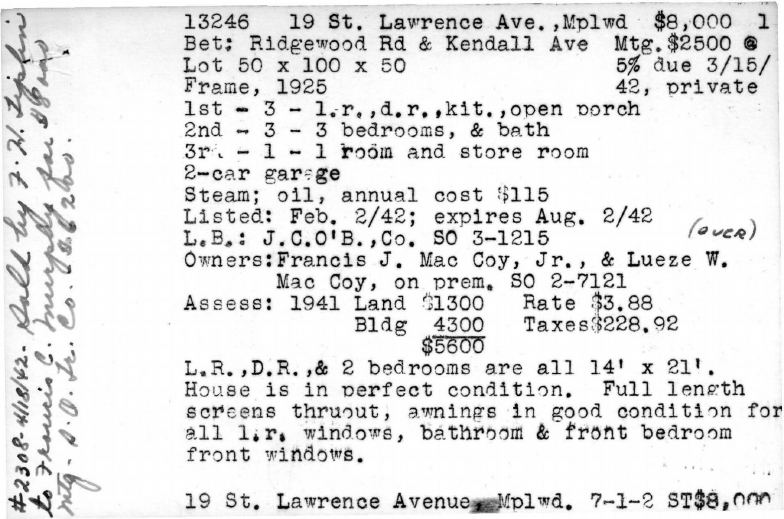 13246 19 St. Lawrence Ave.,Mplwd $8,000 1
Bet; Ridgewood Rd & Kendall Ave Mtg.$2500 @
Lot 50 x 100 x 50 5% due 3/15/
Frame, 1925 42, private
1st - 3 - l.r.,d.r.,kit.,open porch
2nd - 3 - 3 bedrooms, & bath
3r. - 1 - 1 room and store room
2-car garage
Steam; oil, annual cost $115
Listed: Feb. 2/42; expires Aug. 2/42
(OVER)
L.B.: J.C.O'B.,Co. SO 3-1215
Owners:Francis J. Mac Coy, Jr., & Lueze W.
Mac Coy, on prem. SO 2-7121
Assess: 1941 Land $1300 Rate $3.88
Bldg 4300 Taxes$228.92
$5600
L.R.,D.R.,& 2 bedrooms are all 14' x 21'.
House is in perfect condition. Full length
screens thruout, awnings in good condition for
all l.r. windows, bathroom & front bedroom
front windows.
19 St. Lawrence Avenue, Mplwd. 7-1-2 ST$8,000
#2308-4/18/42- Sold by F. H.
to Francis C. Murphy for
Mtg- S.O. Tr. Co.